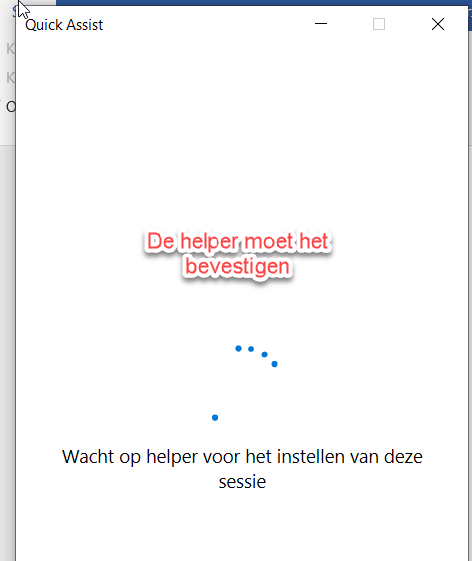 Quick Assist
De helper moet het
bevestigen
Wacht op helper voor het instellen van deze
sessie